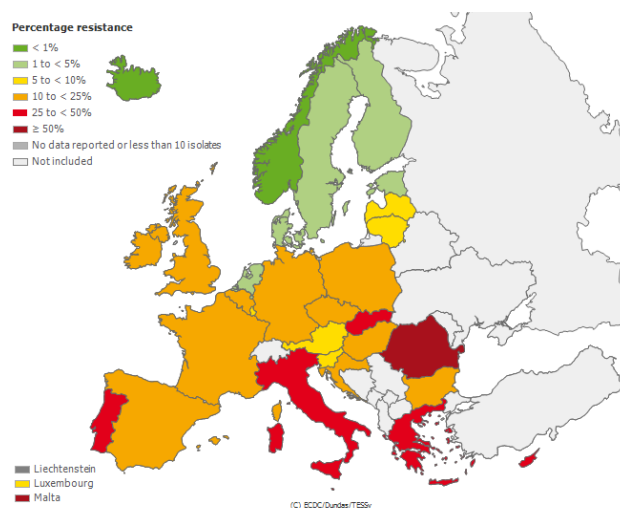 Percentage resistance
< 1%
1 to < 5%
5 to < 10%
10 to < 25%
25 to < 50%
≥ 50%
No data reported or less than 10 isolates
Not included
Liechtenstein
Luxembourg
Malta
(C) ECDC/Dundas/TESSy